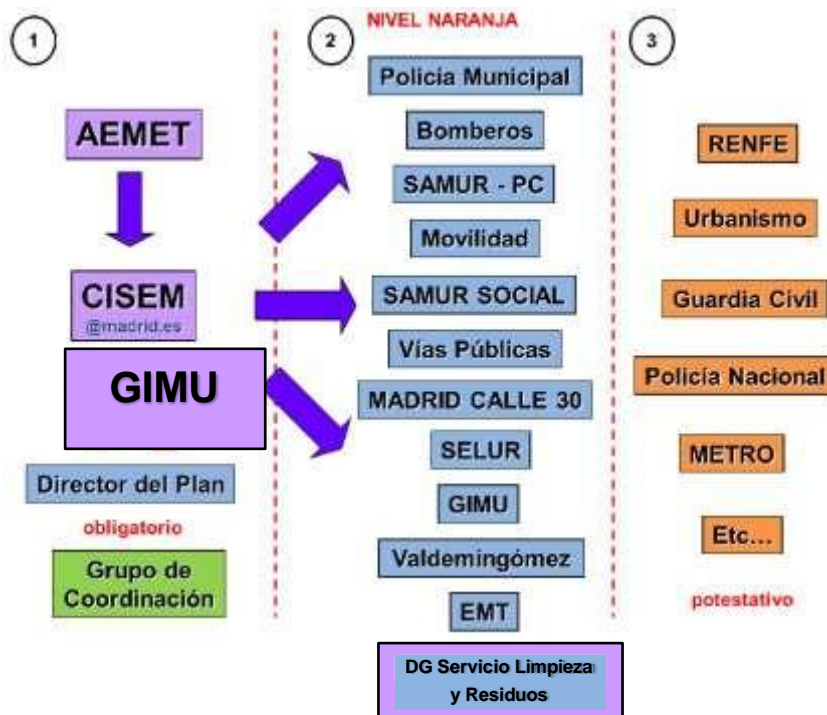 1
AEMET
CISEM
@madrid.es
GIMU
Director del Plan
obligatorio
Grupo de
Coordinación
NIVEL NARANJA
2
Policía Municipal
Bomberos
SAMUR - PC
Movilidad
SAMUR SOCIAL
Vías Públicas
MADRID CALLE 30
SELUR
GIMU
Valdemingómez
EMT
DG Servicio Limpieza
y Residuos
3
RENFE
Urbanismo
Guardia Civil
Policía Nacional
METRO
Etc...
potestativo